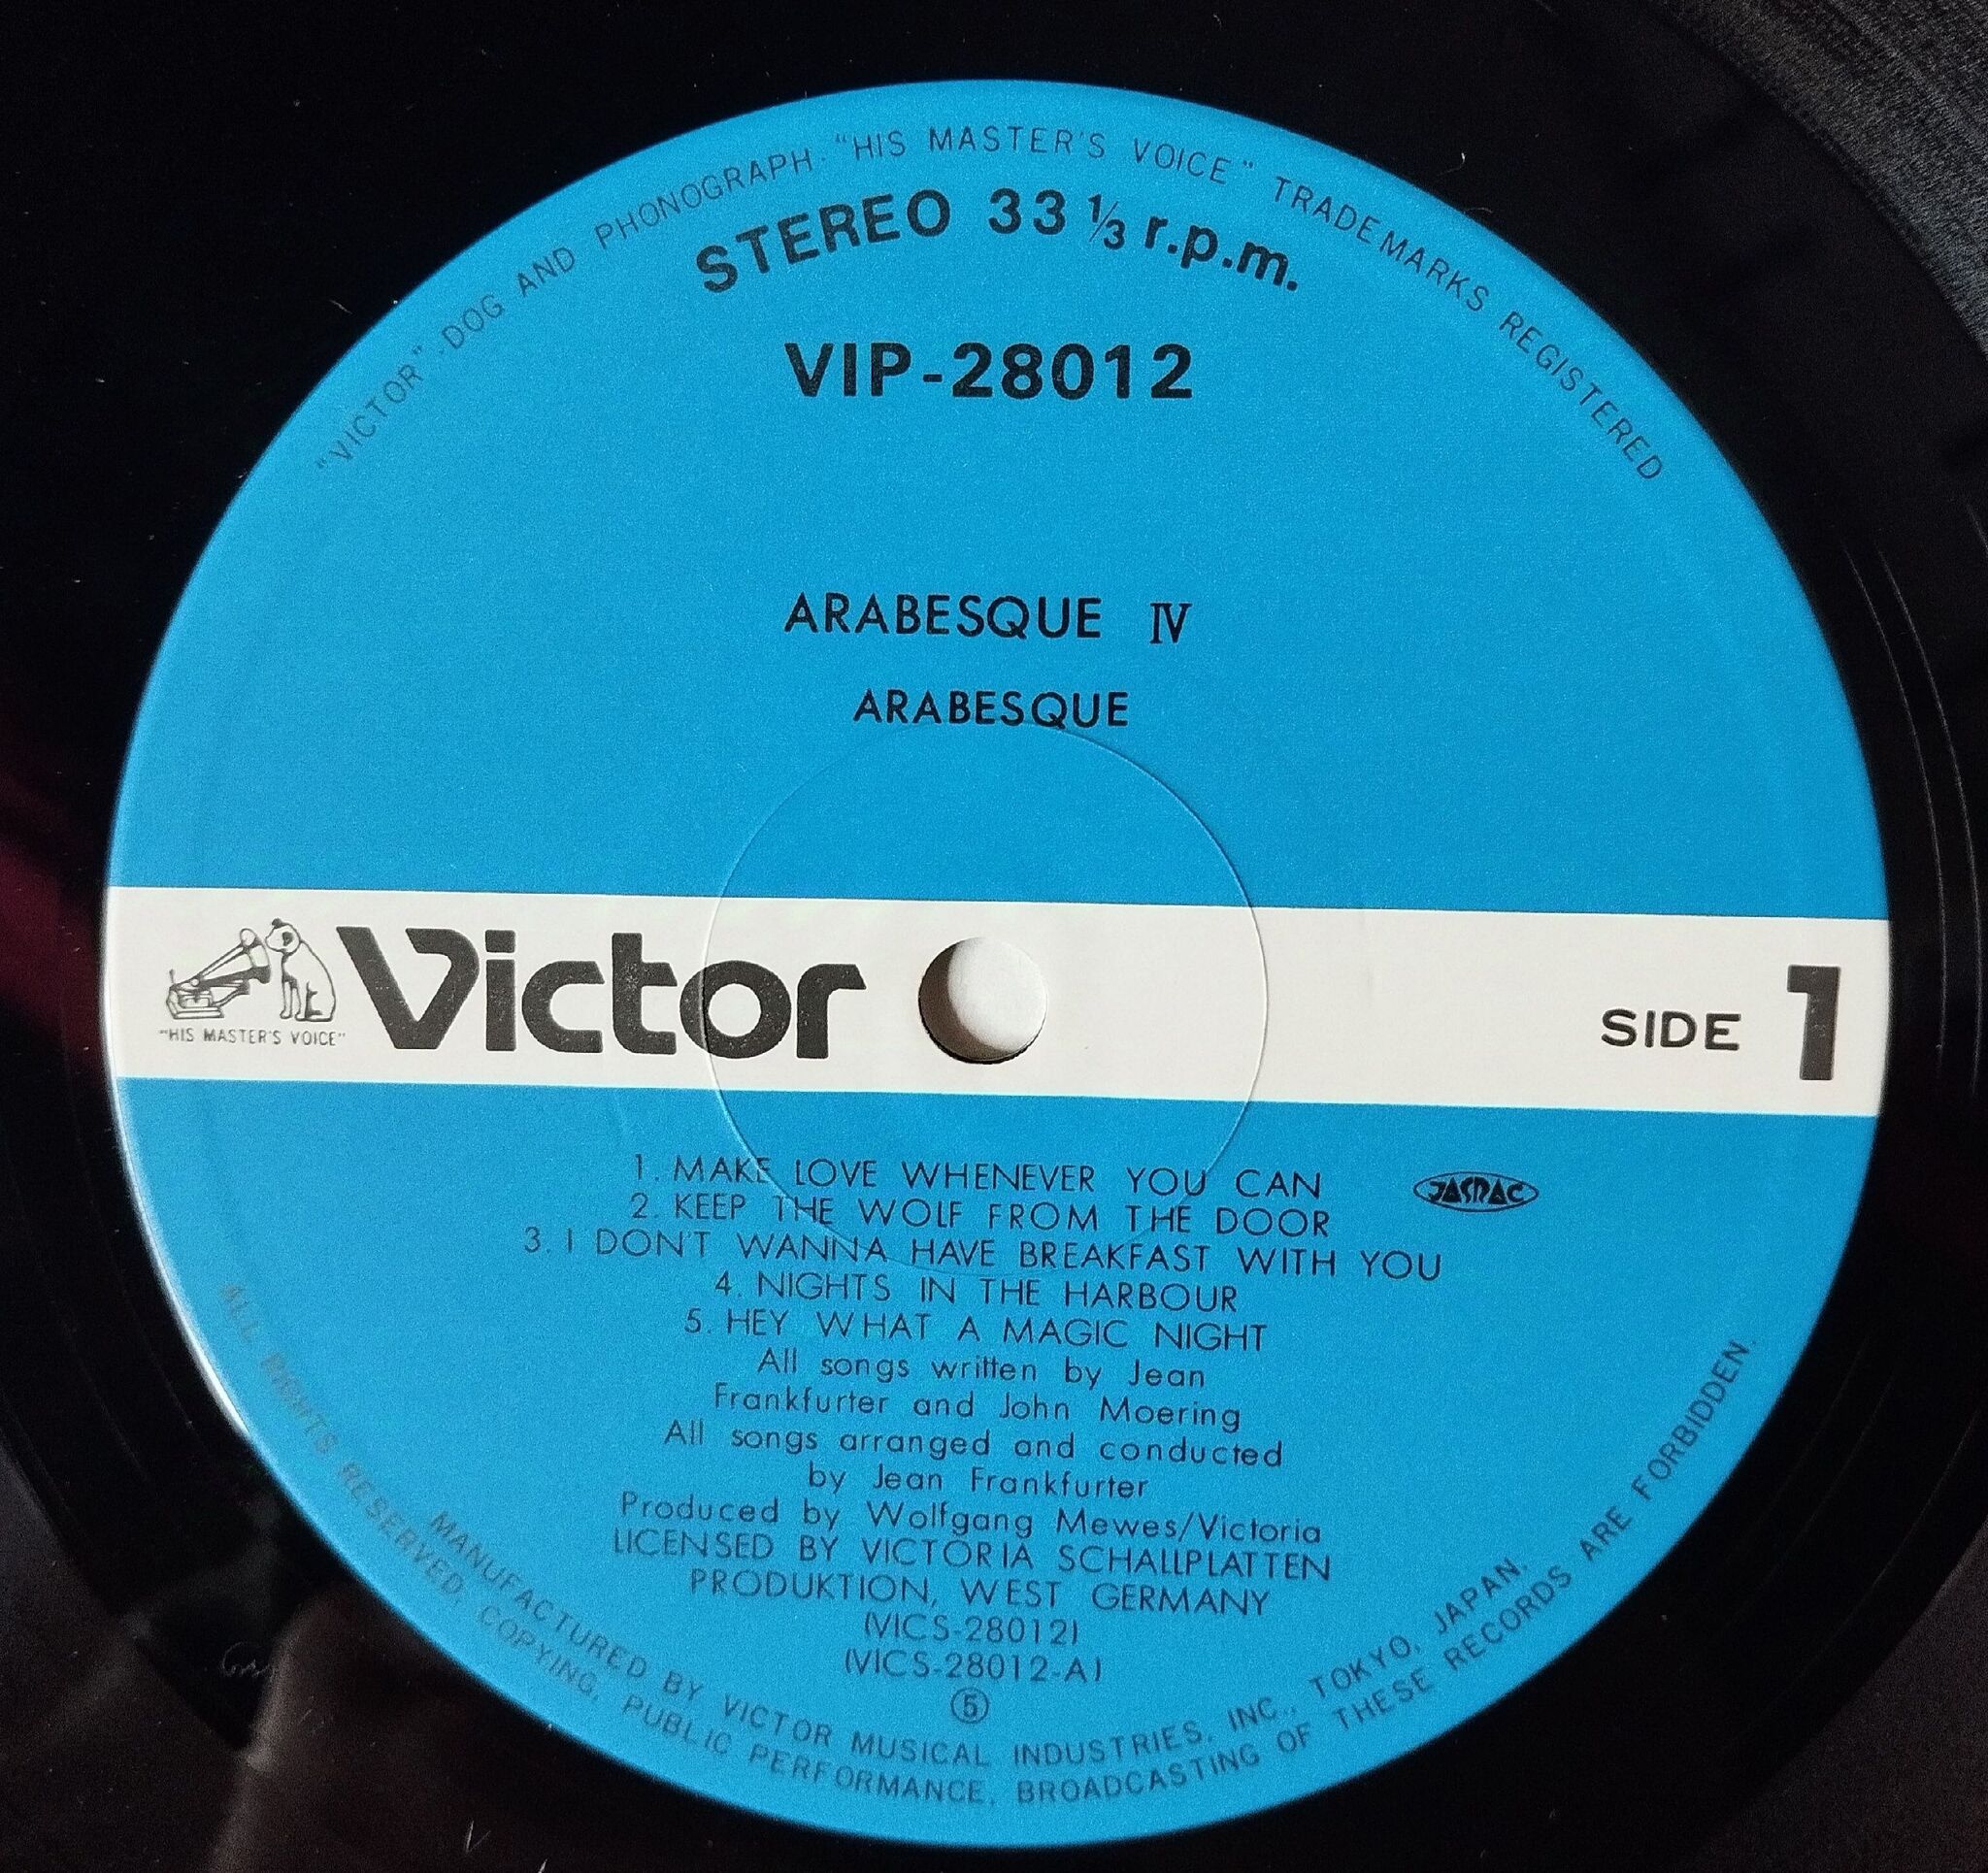 "VICTOR"·DOG AND PHONOGRAPH·"HIS MASTER'S VOICE" TRADEMARKS REGISTERED
STEREO 33 ⅓ r.p.m.
VIP-28012
ARABESQUE Ⅳ
ARABESQUE
Victor
"HIS MASTER'S VOICE"
SIDE 1
1. MAKE LOVE WHENEVER YOU CAN
JASRAC
2. KEEP THE WOLF FROM THE DOOR
3. I DON'T WANNA HAVE BREAKFAST WITH YOU
4. NIGHTS IN THE HARBOUR
5. HEY WHAT A MAGIC NIGHT
All songs written by Jean
Frankfurter and John Moering
All songs arranged and conducted
by Jean Frankfurter
Produced by Wolfgang Mewes/Victoria
LICENSED BY VICTORIA SCHALLPLATTEN
PRODUKTION, WEST GERMANY
(VICS-28012)
(VICS-28012-A)
⑤
MANUFACTURED BY VICTOR MUSICAL INDUSTRIES, INC., TOKYO, JAPAN.
ALL RIGHTS RESERVED, COPYING, PUBLIC PERFORMANCE, BROADCASTING OF THESE RECORDS ARE FORBIDDEN.